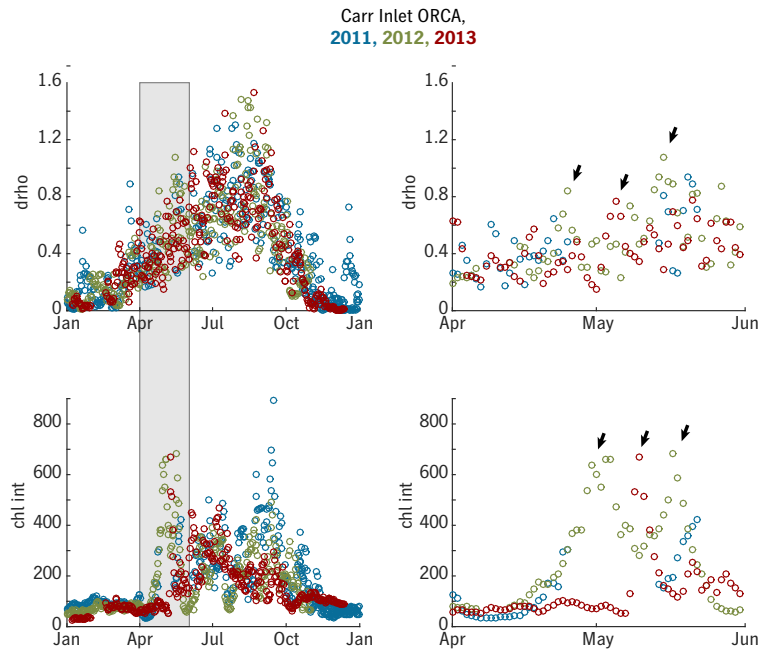 Carr Inlet ORCA,
2011, 2012, 2013
1.6
1.2
0.8
0.4
0
drho
Jan Apr Jul Oct Jan
1.6
1.2
0.8
0.4
0
drho
Apr May Jun
800
600
400
200
0
chl int
Jan Apr Jul Oct Jan
800
600
400
200
0
chl int
Apr May Jun